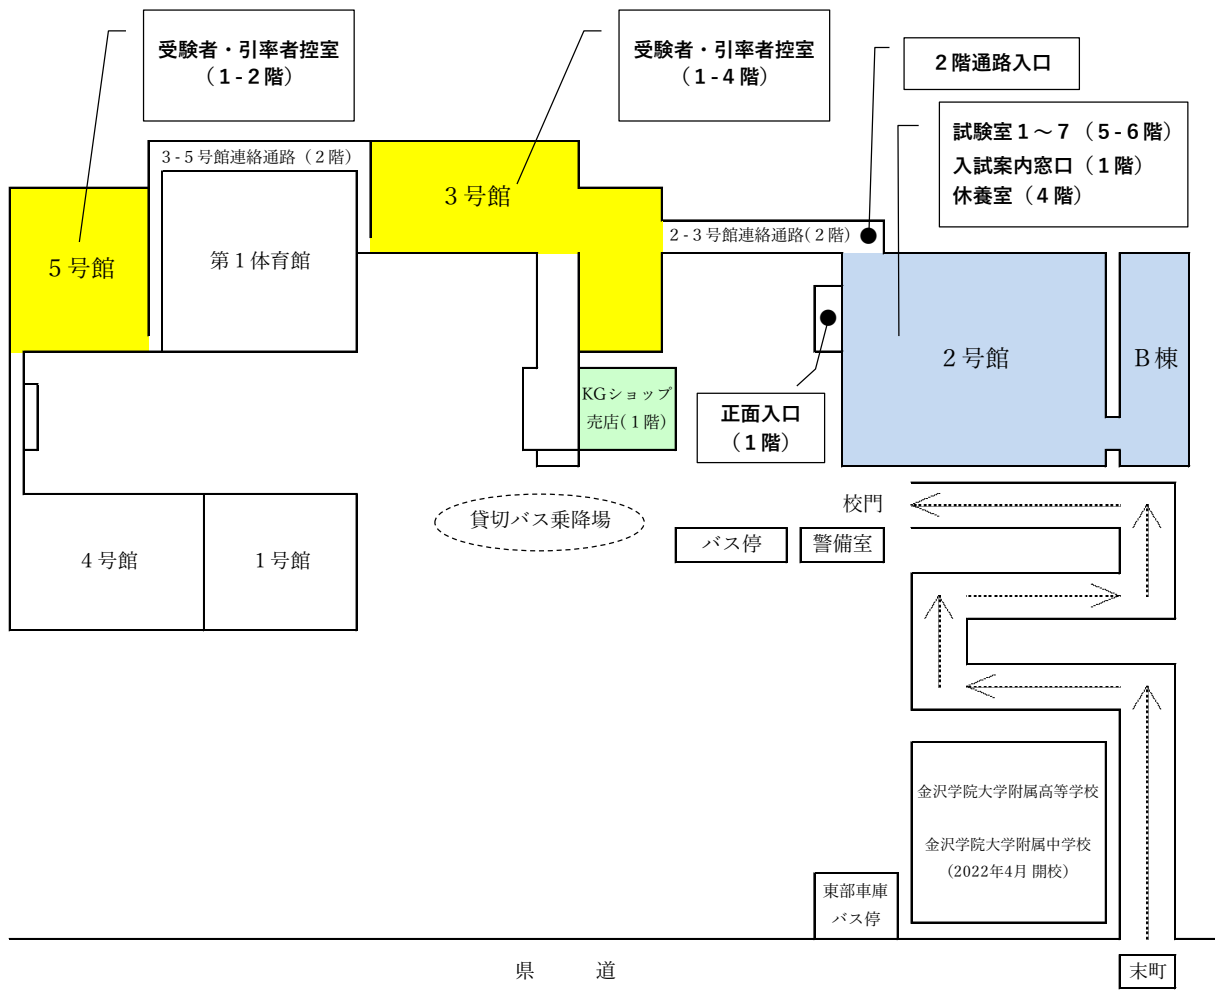 受験者・引率者控室
（1-2階）
受験者・引率者控室
（1-4階）
２階通路入口
試験室１～７（5-6階）
入試案内窓口（１階）
休養室（４階）
3-5号館連絡通路（２階）
３号館
2-3号館連絡通路(２階)
５号館
第１体育館
２号館
Ｂ棟
KGショップ
売店(１階)
正面入口
（１階）
校門
貸切バス乗降場
バス停
警備室
４号館
１号館
金沢学院大学附属高等学校
金沢学院大学附属中学校
（2022年4月 開校）
東部車庫
バス停
県　道
末町